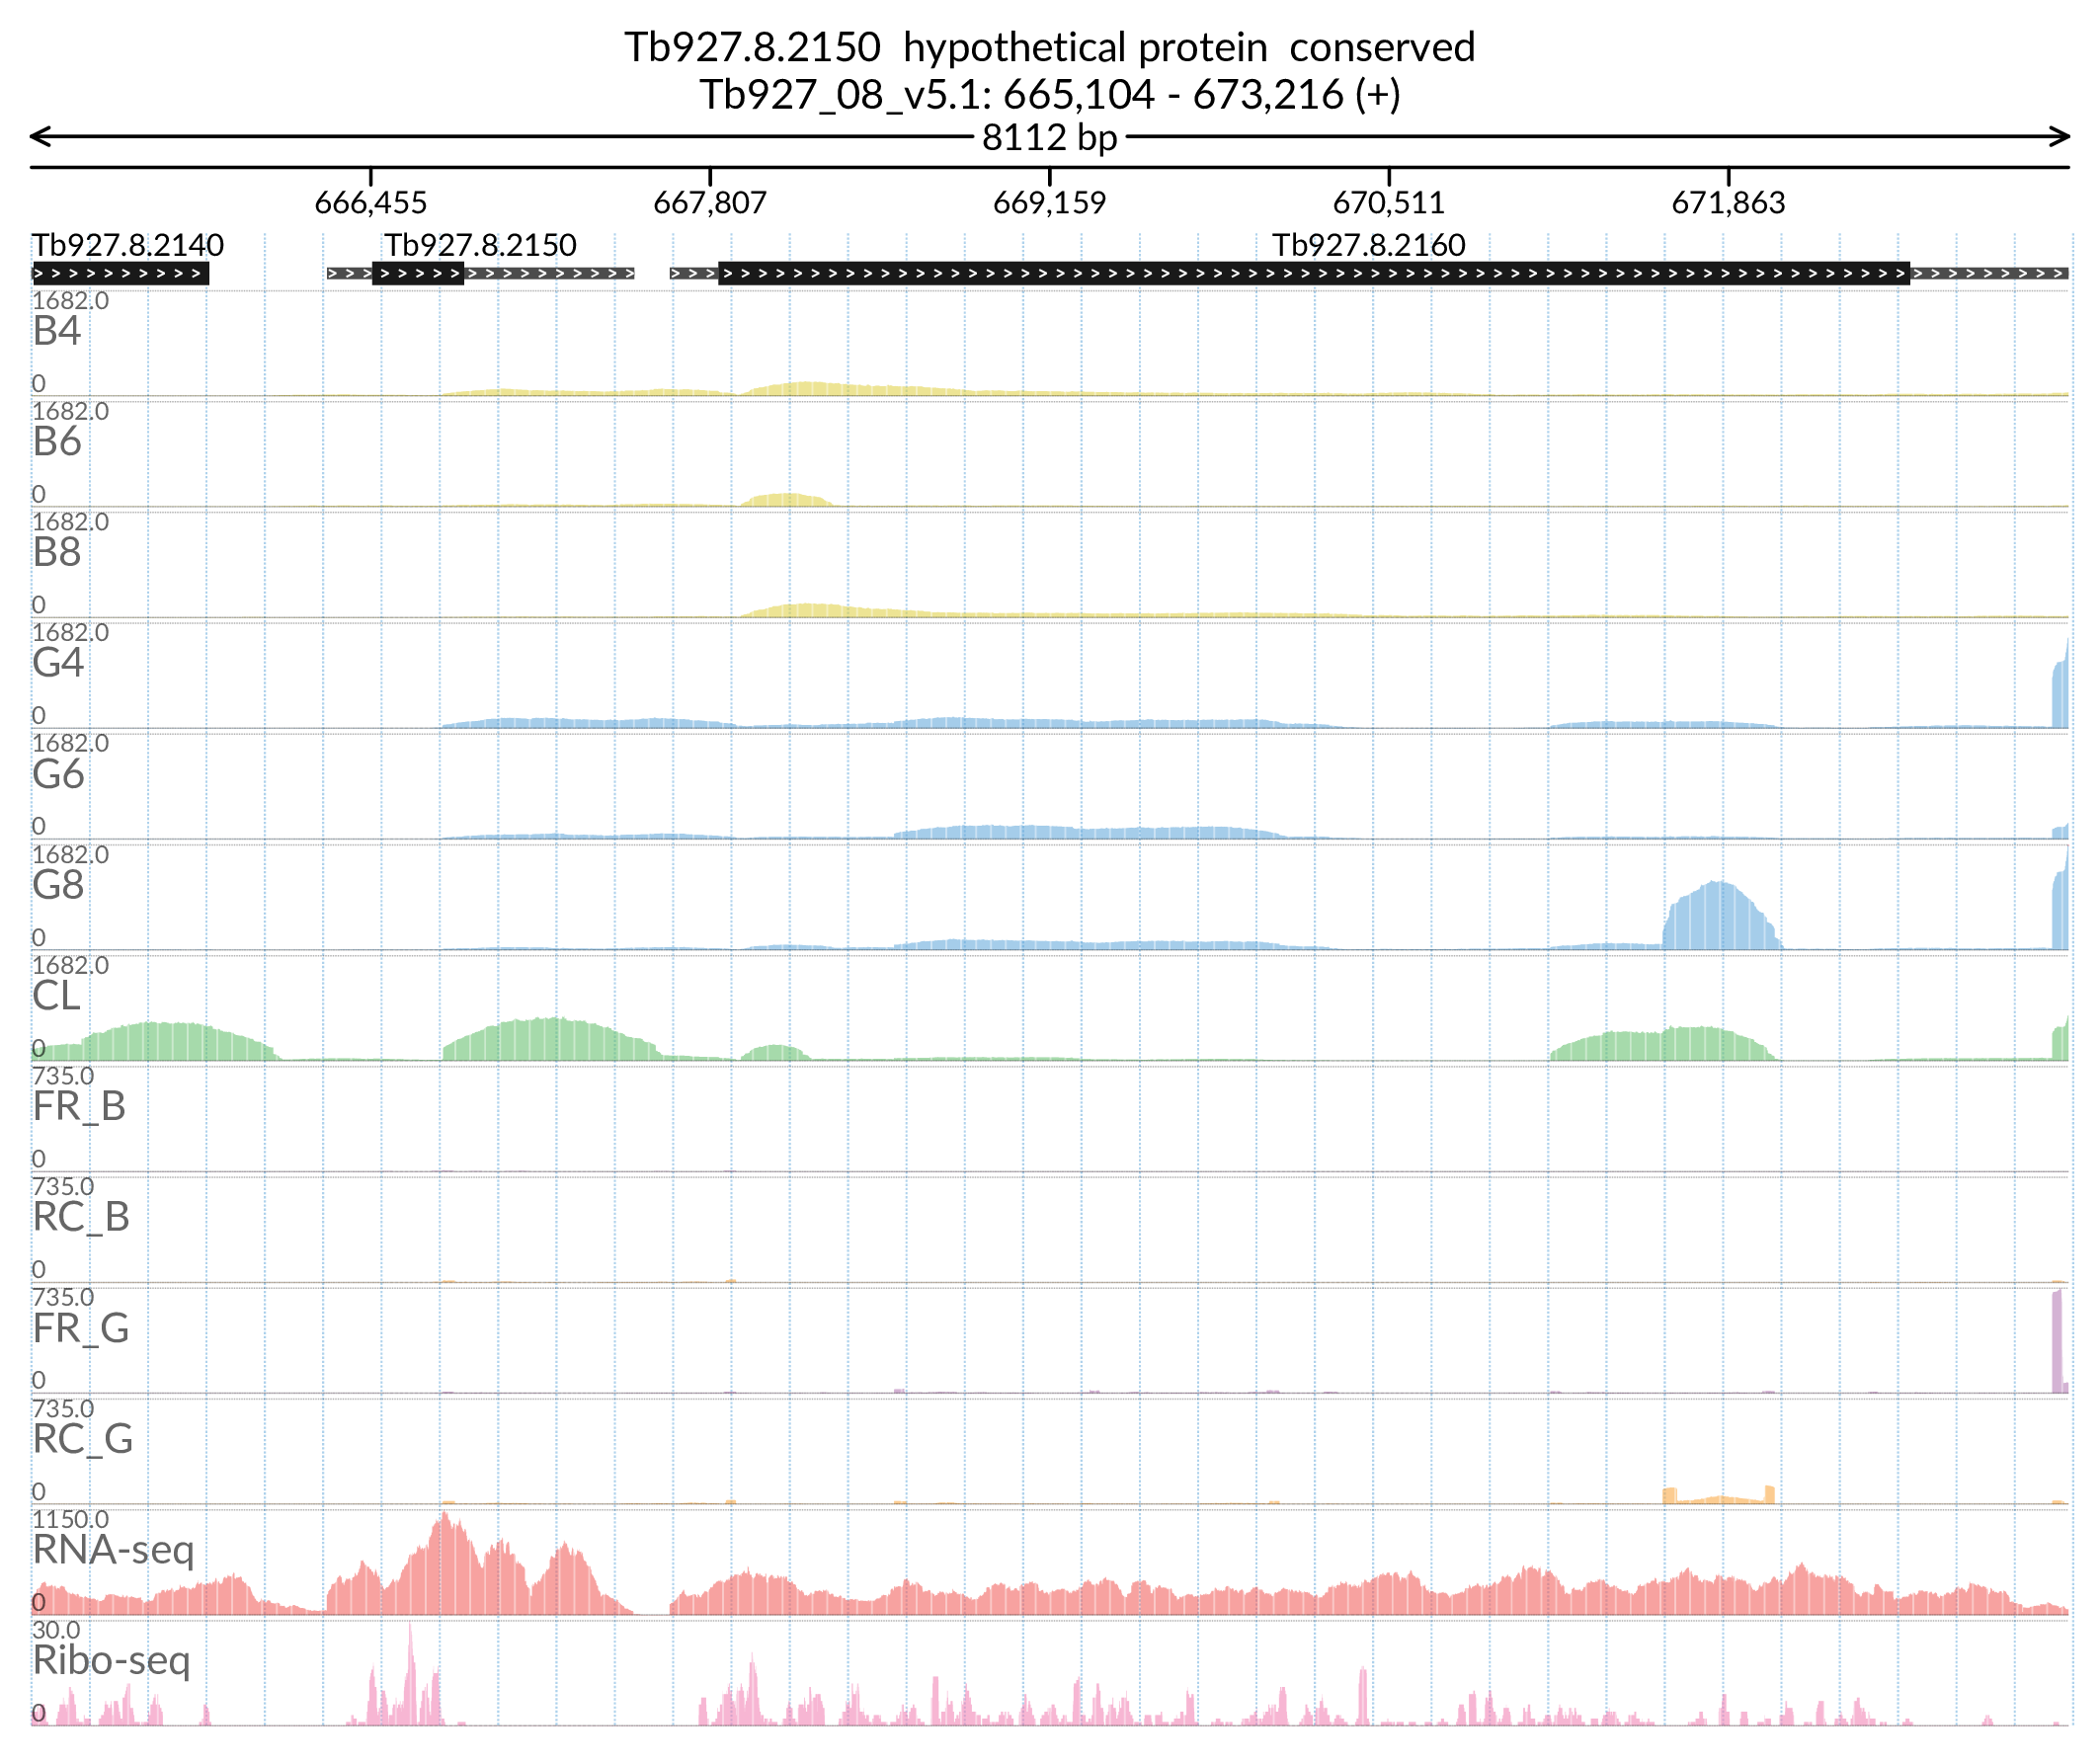 Tb927.8.2150  hypothetical protein  conserved
Tb927_08_v5.1: 665,104 - 673,216 (+)
8112 bp
666,455 667,807 669,159 670,511 671,863
Tb927.8.2140 Tb927.8.2150 Tb927.8.2160
1682.0
B4
0
1682.0
B6
0
1682.0
B8
0
1682.0
G4
0
1682.0
G6
0
1682.0
G8
0
1682.0
CL
0
735.0
FR_B
0
735.0
RC_B
0
735.0
FR_G
0
735.0
RC_G
0
1150.0
RNA-seq
0
30.0
Ribo-seq
0